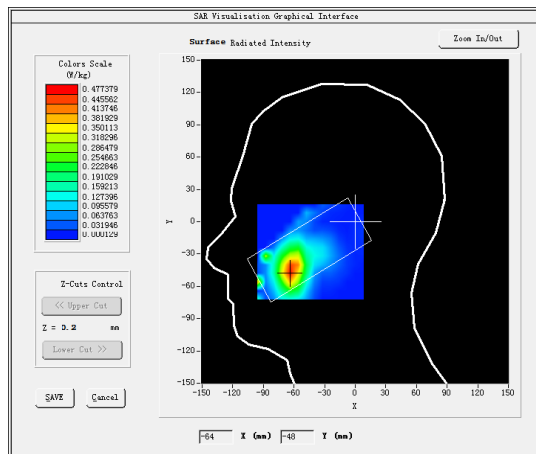 SAR Visualisation Graphical Interface
Surface Radiated Intensity
Zoom In/Out
Colors Scale
(W/kg)
0.477379
0.445562
0.413746
0.381929
0.350113
0.318296
0.286479
0.254663
0.222846
0.191029
0.159213
0.127396
0.095579
0.063763
0.031946
0.000129
Z-Cuts Control
<< Upper Cut
Z = 0.2 mm
Lower Cut >>
SAVE Cancel
150-
120-
90-
60-
30-
0-
-30-
-60-
-90-
-120-
-150-
Y
-150 -120 -90 -60 -30 0 30 60 90 120 150
X
-64 X (mm) -48 Y (mm)